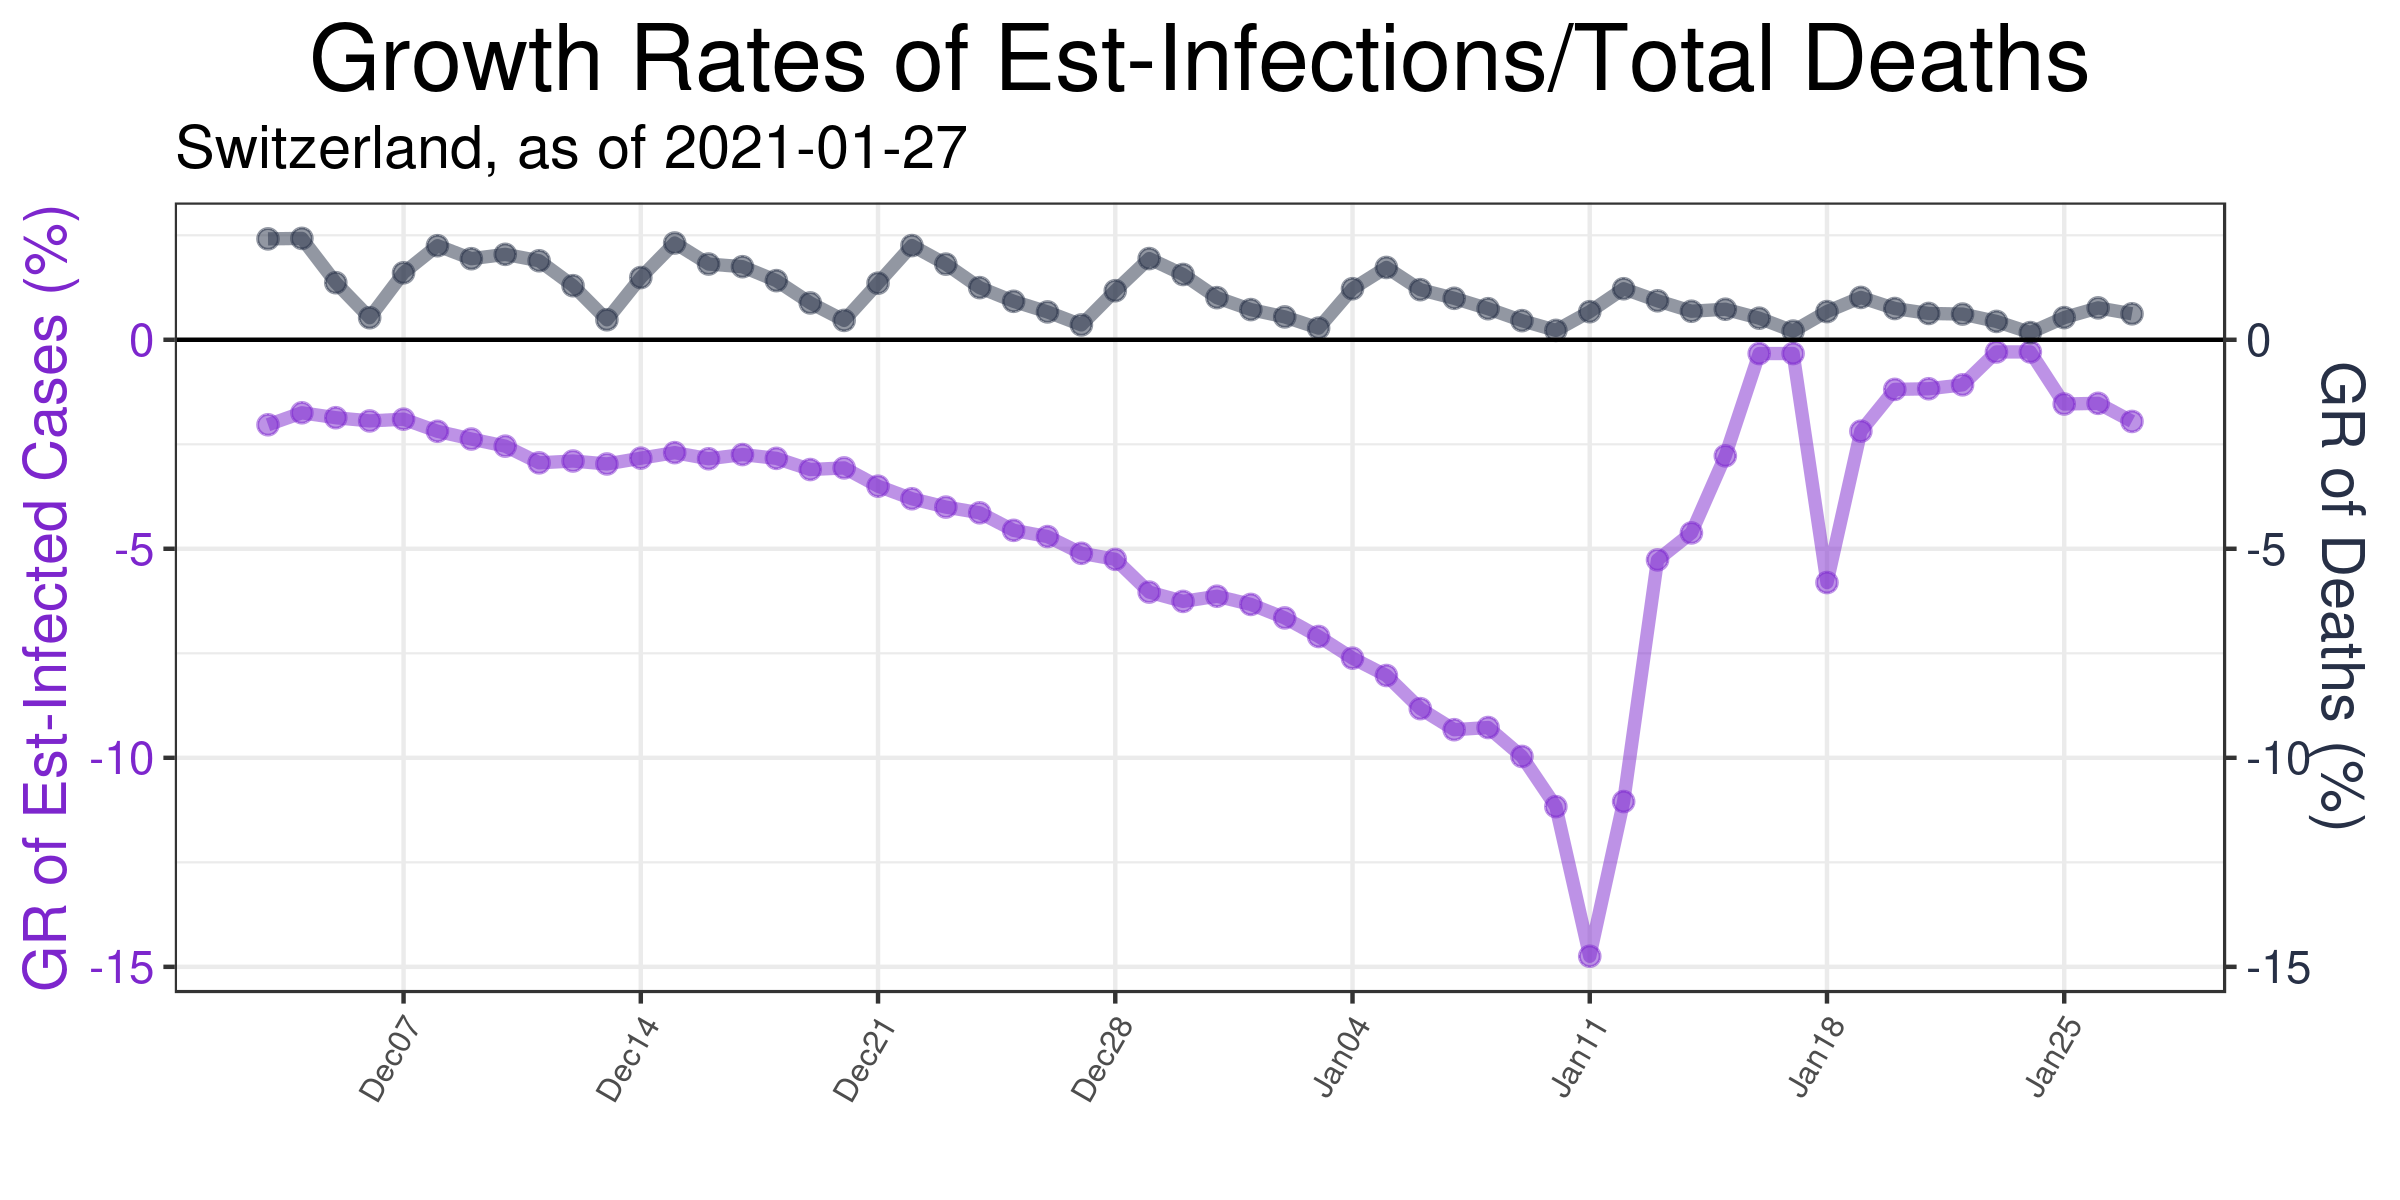 Growth Rates of Est-Infections/Total Deaths
Switzerland, as of 2021-01-27
GR of Est-Infected Cases (%)
0
-5
-10
-15
0
-5
-10
-15
GR of Deaths (%)
Dec07
Dec14
Dec21
Dec28
Jan04
Jan11
Jan18
Jan25